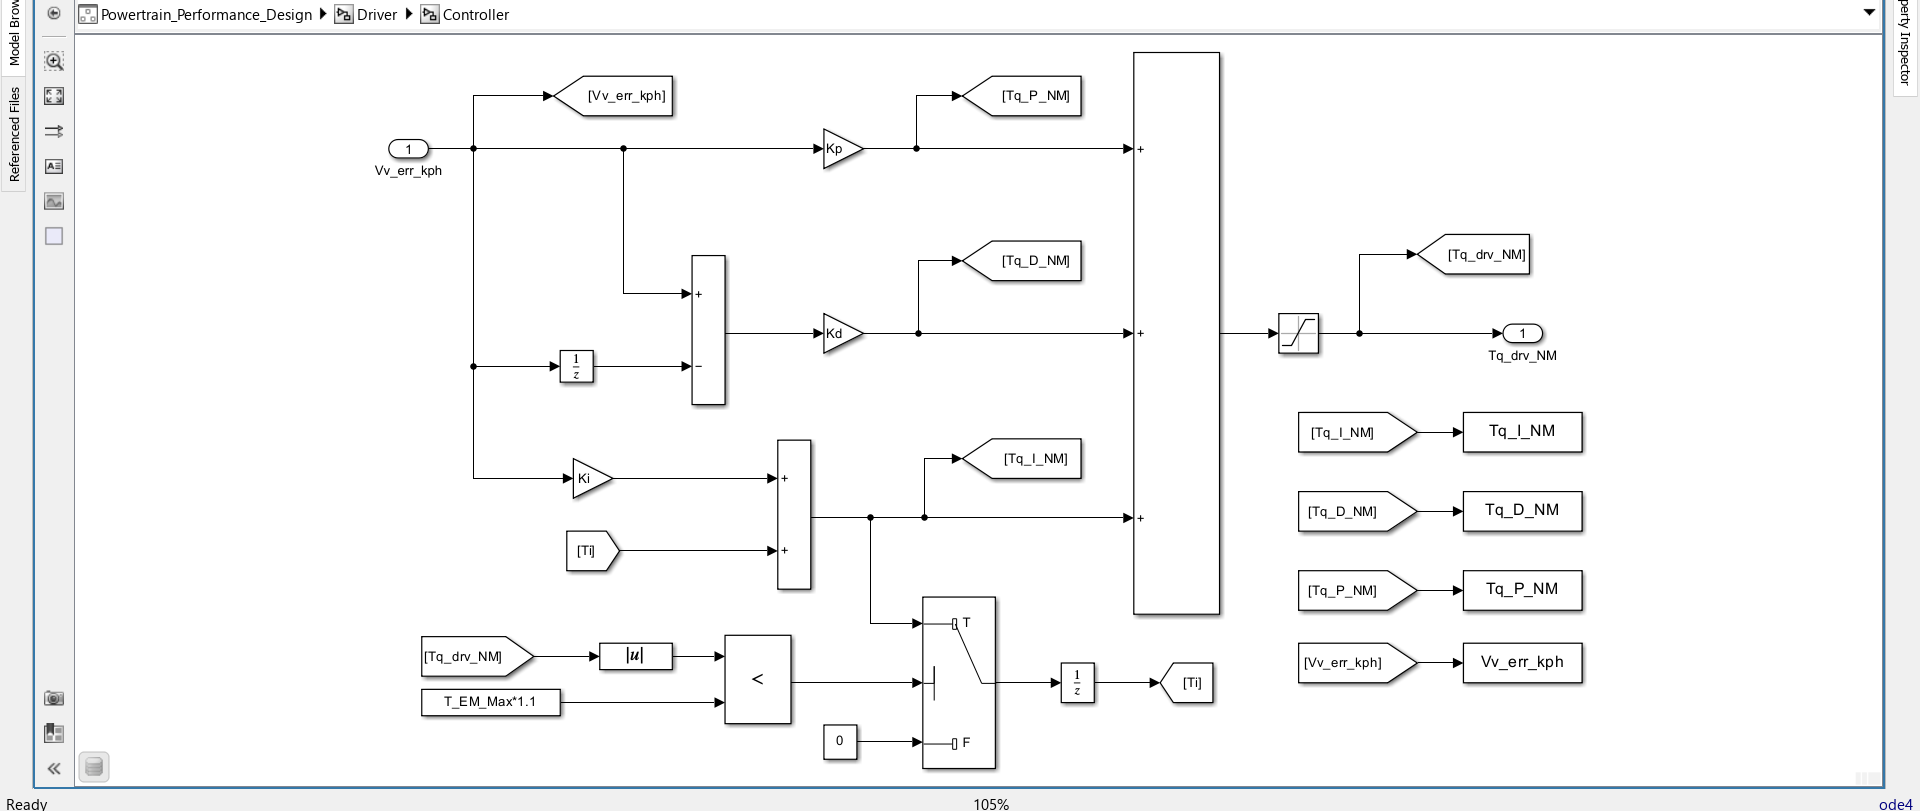 Powertrain_Performance_Design Driver Controller
Model Brow
Referenced Files
perty Inspector
[Vv_err_kph]
[Tq_P_NM]
1
Vv_err_kph
Kp
+
[Tq_D_NM]
[Tq_drv_NM]
+
Kd
+
1
Tq_drv_NM
1
z
−
[Tq_I_NM]
Tq_I_NM
[Tq_I_NM]
Ki
+
[Tq_D_NM]
Tq_D_NM
+
[Ti]
+
[Tq_P_NM]
Tq_P_NM
T
[Tq_drv_NM]
|u|
<
[Vv_err_kph]
Vv_err_kph
T_EM_Max*1.1
1
z
[Ti]
0
F
Ready
105%
ode4